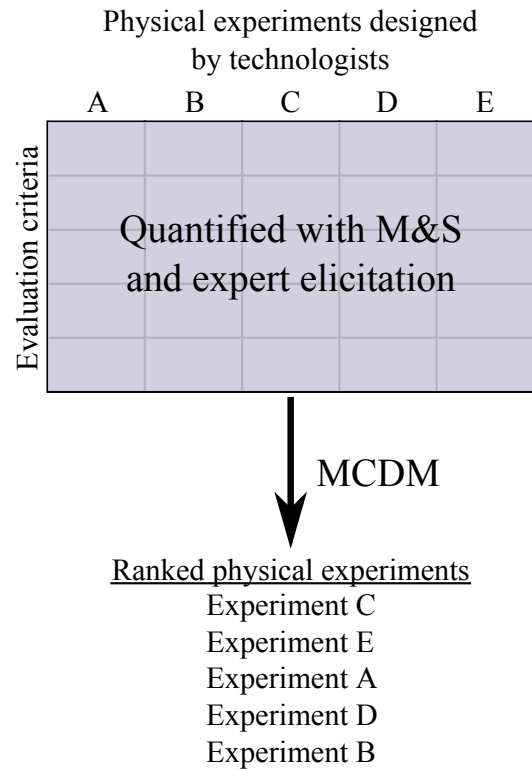 Physical experiments designed
by technologists
A B C D E
Evaluation criteria
Quantified with M&S
and expert elicitation
MCDM
Ranked physical experiments
Experiment C
Experiment E
Experiment A
Experiment D
Experiment B